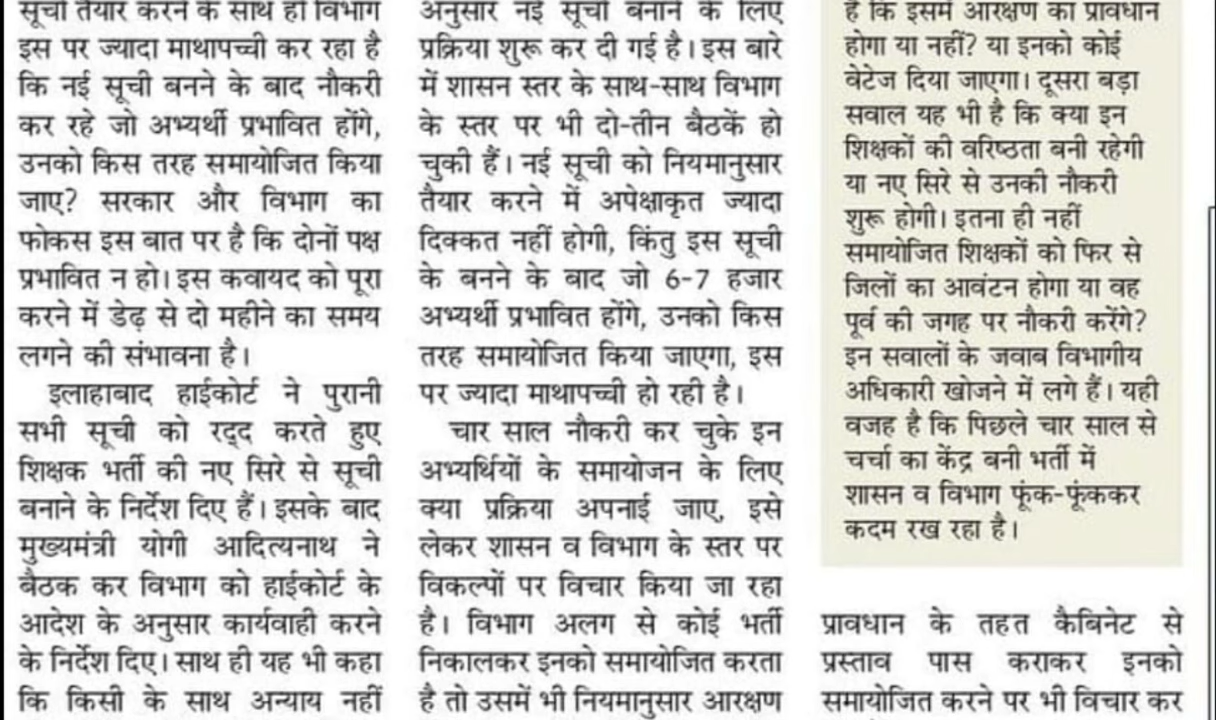 सूची तैयार करने के साथ ही विभाग
इस पर ज्यादा माथापच्ची कर रहा है
कि नई सूची बनने के बाद नौकरी
कर रहे जो अभ्यर्थी प्रभावित होंगे,
उनको किस तरह समायोजित किया
जाए? सरकार और विभाग का
फोकस इस बात पर है कि दोनों पक्ष
प्रभावित न हो। इस कवायद को पूरा
करने में डेढ़ से दो महीने का समय
लगने की संभावना है।
इलाहाबाद हाईकोर्ट ने पुरानी
सभी सूची को रद्द करते हुए
शिक्षक भर्ती की नए सिरे से सूची
बनाने के निर्देश दिए हैं। इसके बाद
मुख्यमंत्री योगी आदित्यनाथ ने
बैठक कर विभाग को हाईकोर्ट के
आदेश के अनुसार कार्यवाही करने
के निर्देश दिए। साथ ही यह भी कहा
कि किसी के साथ अन्याय नहीं
अनुसार नई सूची बनाने के लिए
प्रक्रिया शुरू कर दी गई है। इस बारे
में शासन स्तर के साथ-साथ विभाग
के स्तर पर भी दो-तीन बैठकें हो
चुकी हैं। नई सूची को नियमानुसार
तैयार करने में अपेक्षाकृत ज्यादा
दिक्कत नहीं होगी, किंतु इस सूची
के बनने के बाद जो 6-7 हजार
अभ्यर्थी प्रभावित होंगे, उनको किस
तरह समायोजित किया जाएगा, इस
पर ज्यादा माथापच्ची हो रही है।
चार साल नौकरी कर चुके इन
अभ्यर्थियों के समायोजन के लिए
क्या प्रक्रिया अपनाई जाए, इसे
लेकर शासन व विभाग के स्तर पर
विकल्पों पर विचार किया जा रहा
है। विभाग अलग से कोई भर्ती
निकालकर इनको समायोजित करता
है तो उसमें भी नियमानुसार आरक्षण
है कि इसमें आरक्षण का प्रावधान
होगा या नहीं? या इनको कोई
वेटेज दिया जाएगा। दूसरा बड़ा
सवाल यह भी है कि क्या इन
शिक्षकों की वरिष्ठता बनी रहेगी
या नए सिरे से उनकी नौकरी
शुरू होगी। इतना ही नहीं
समायोजित शिक्षकों को फिर से
जिलों का आवंटन होगा या वह
पूर्व की जगह पर नौकरी करेंगे?
इन सवालों के जवाब विभागीय
अधिकारी खोजने में लगे हैं। यही
वजह है कि पिछले चार साल से
चर्चा का केंद्र बनी भर्ती में
शासन व विभाग फूंक-फूंककर
कदम रख रहा है।
प्रावधान के तहत कैबिनेट से
प्रस्ताव पास कराकर इनको
समायोजित करने पर भी विचार कर